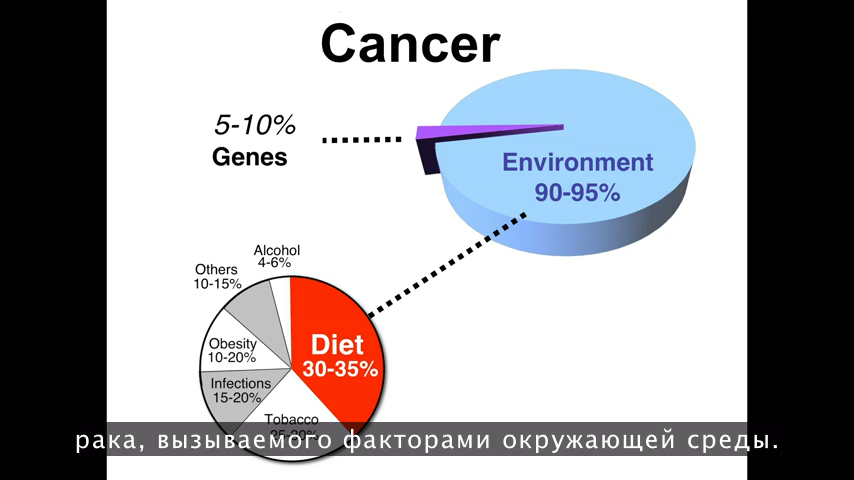 Cancer
5-10%
Genes
Environment
90-95%
Alcohol
4-6%
Others
10-15%
Diet
30-35%
Obesity
10-20%
Infections
15-20%
Tobacco
рака, вызываемого факторами окружающей среды.